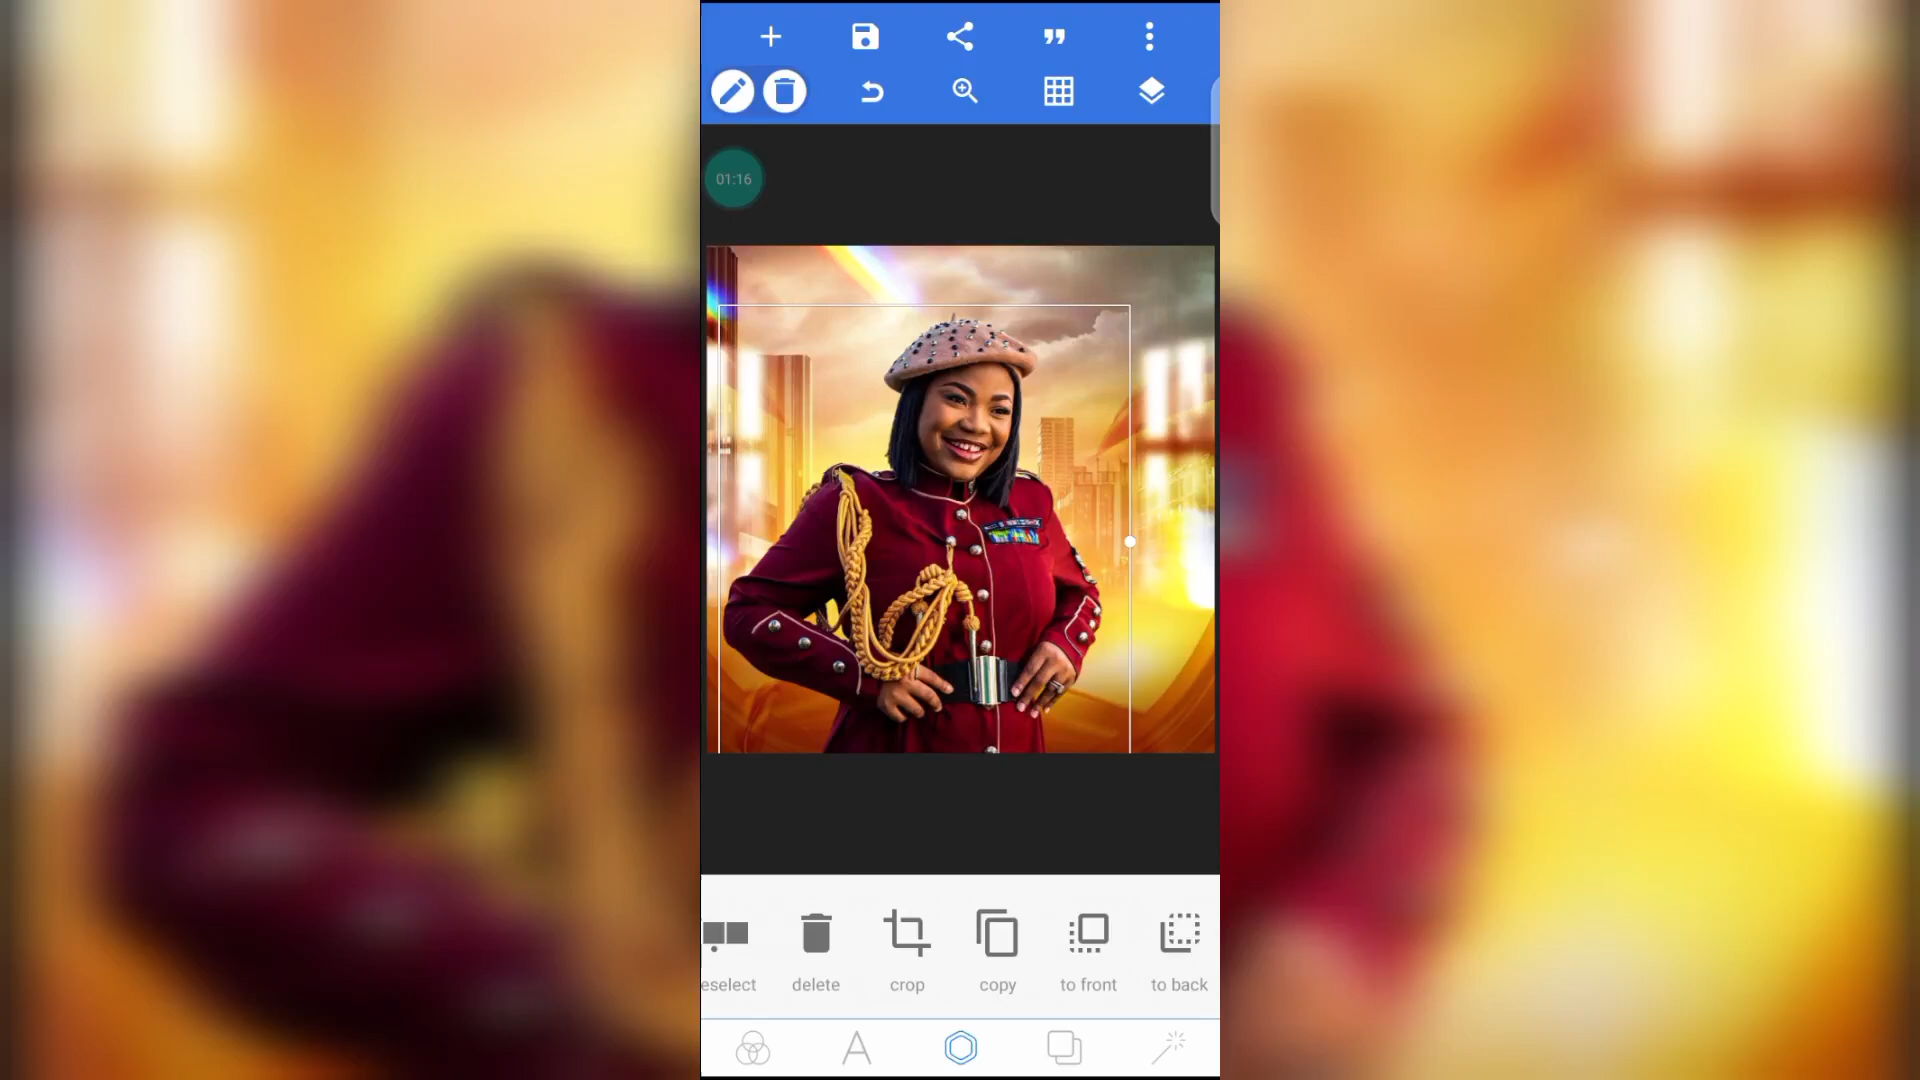 01:16
eselect
delete
crop
copy
to front
to back